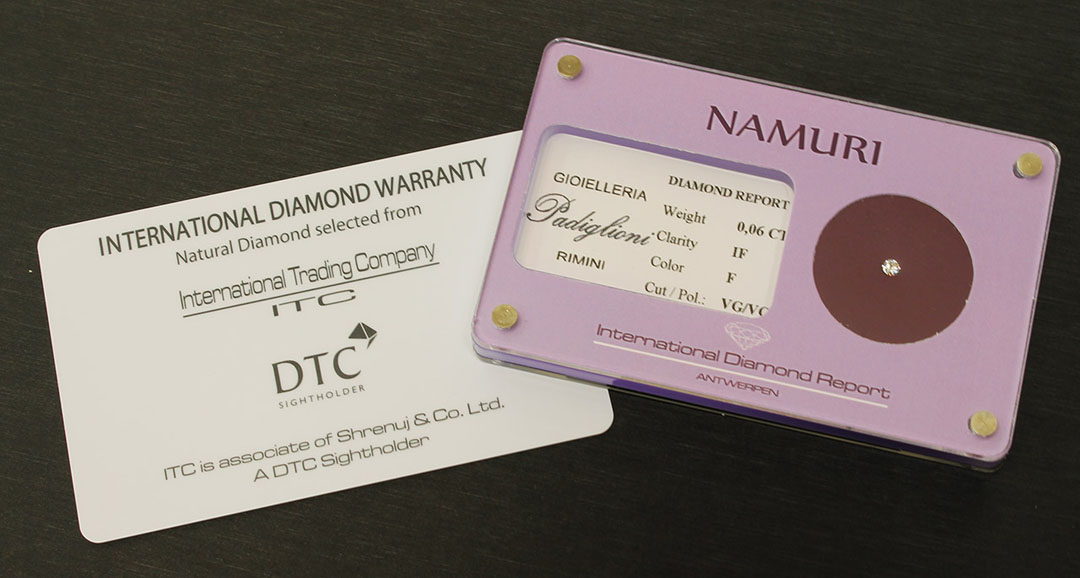 INTERNATIONAL DIAMOND WARRANTY
Natural Diamond selected from
International Trading Company
ITC
DTC
SIGHTHOLDER
ITC is associate of Shrenuj & Co. Ltd.
A DTC Sightholder
NAMURI
GIOIELLERIA
Padiglioni
RIMINI
DIAMOND REPORT
Weight 0,06 CT
Clarity IF
Color F
Cut / Pol.: VG/VG
International Diamond Report
ANTWERPEN